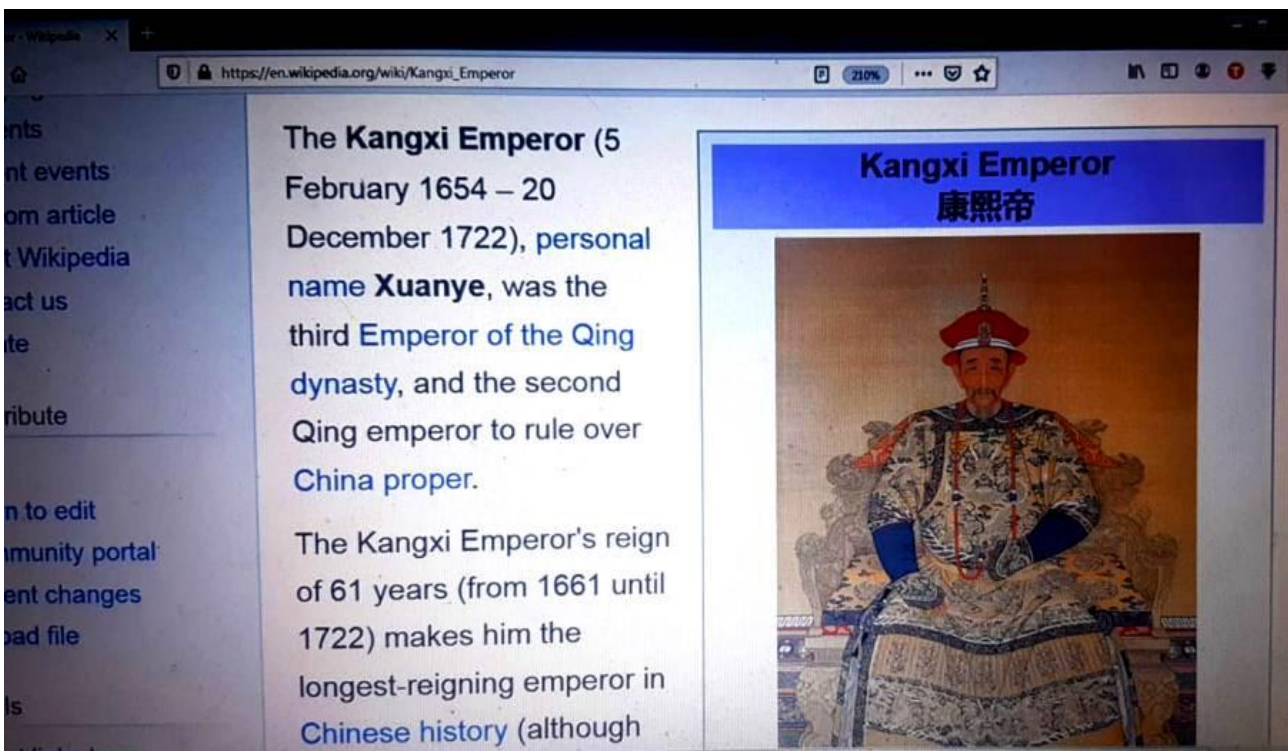 Wikipedia
https://en.wikipedia.org/wiki/Kangxi_Emperor
210%
nts
nt events
om article
t Wikipedia
act us
ate
ribute
n to edit
mmunity portal
ent changes
oad file
ls
The Kangxi Emperor (5
February 1654 – 20
December 1722), personal
name Xuanye, was the
third Emperor of the Qing
dynasty, and the second
Qing emperor to rule over
China proper.
The Kangxi Emperor's reign
of 61 years (from 1661 until
1722) makes him the
longest-reigning emperor in
Chinese history (although
Kangxi Emperor
康熙帝